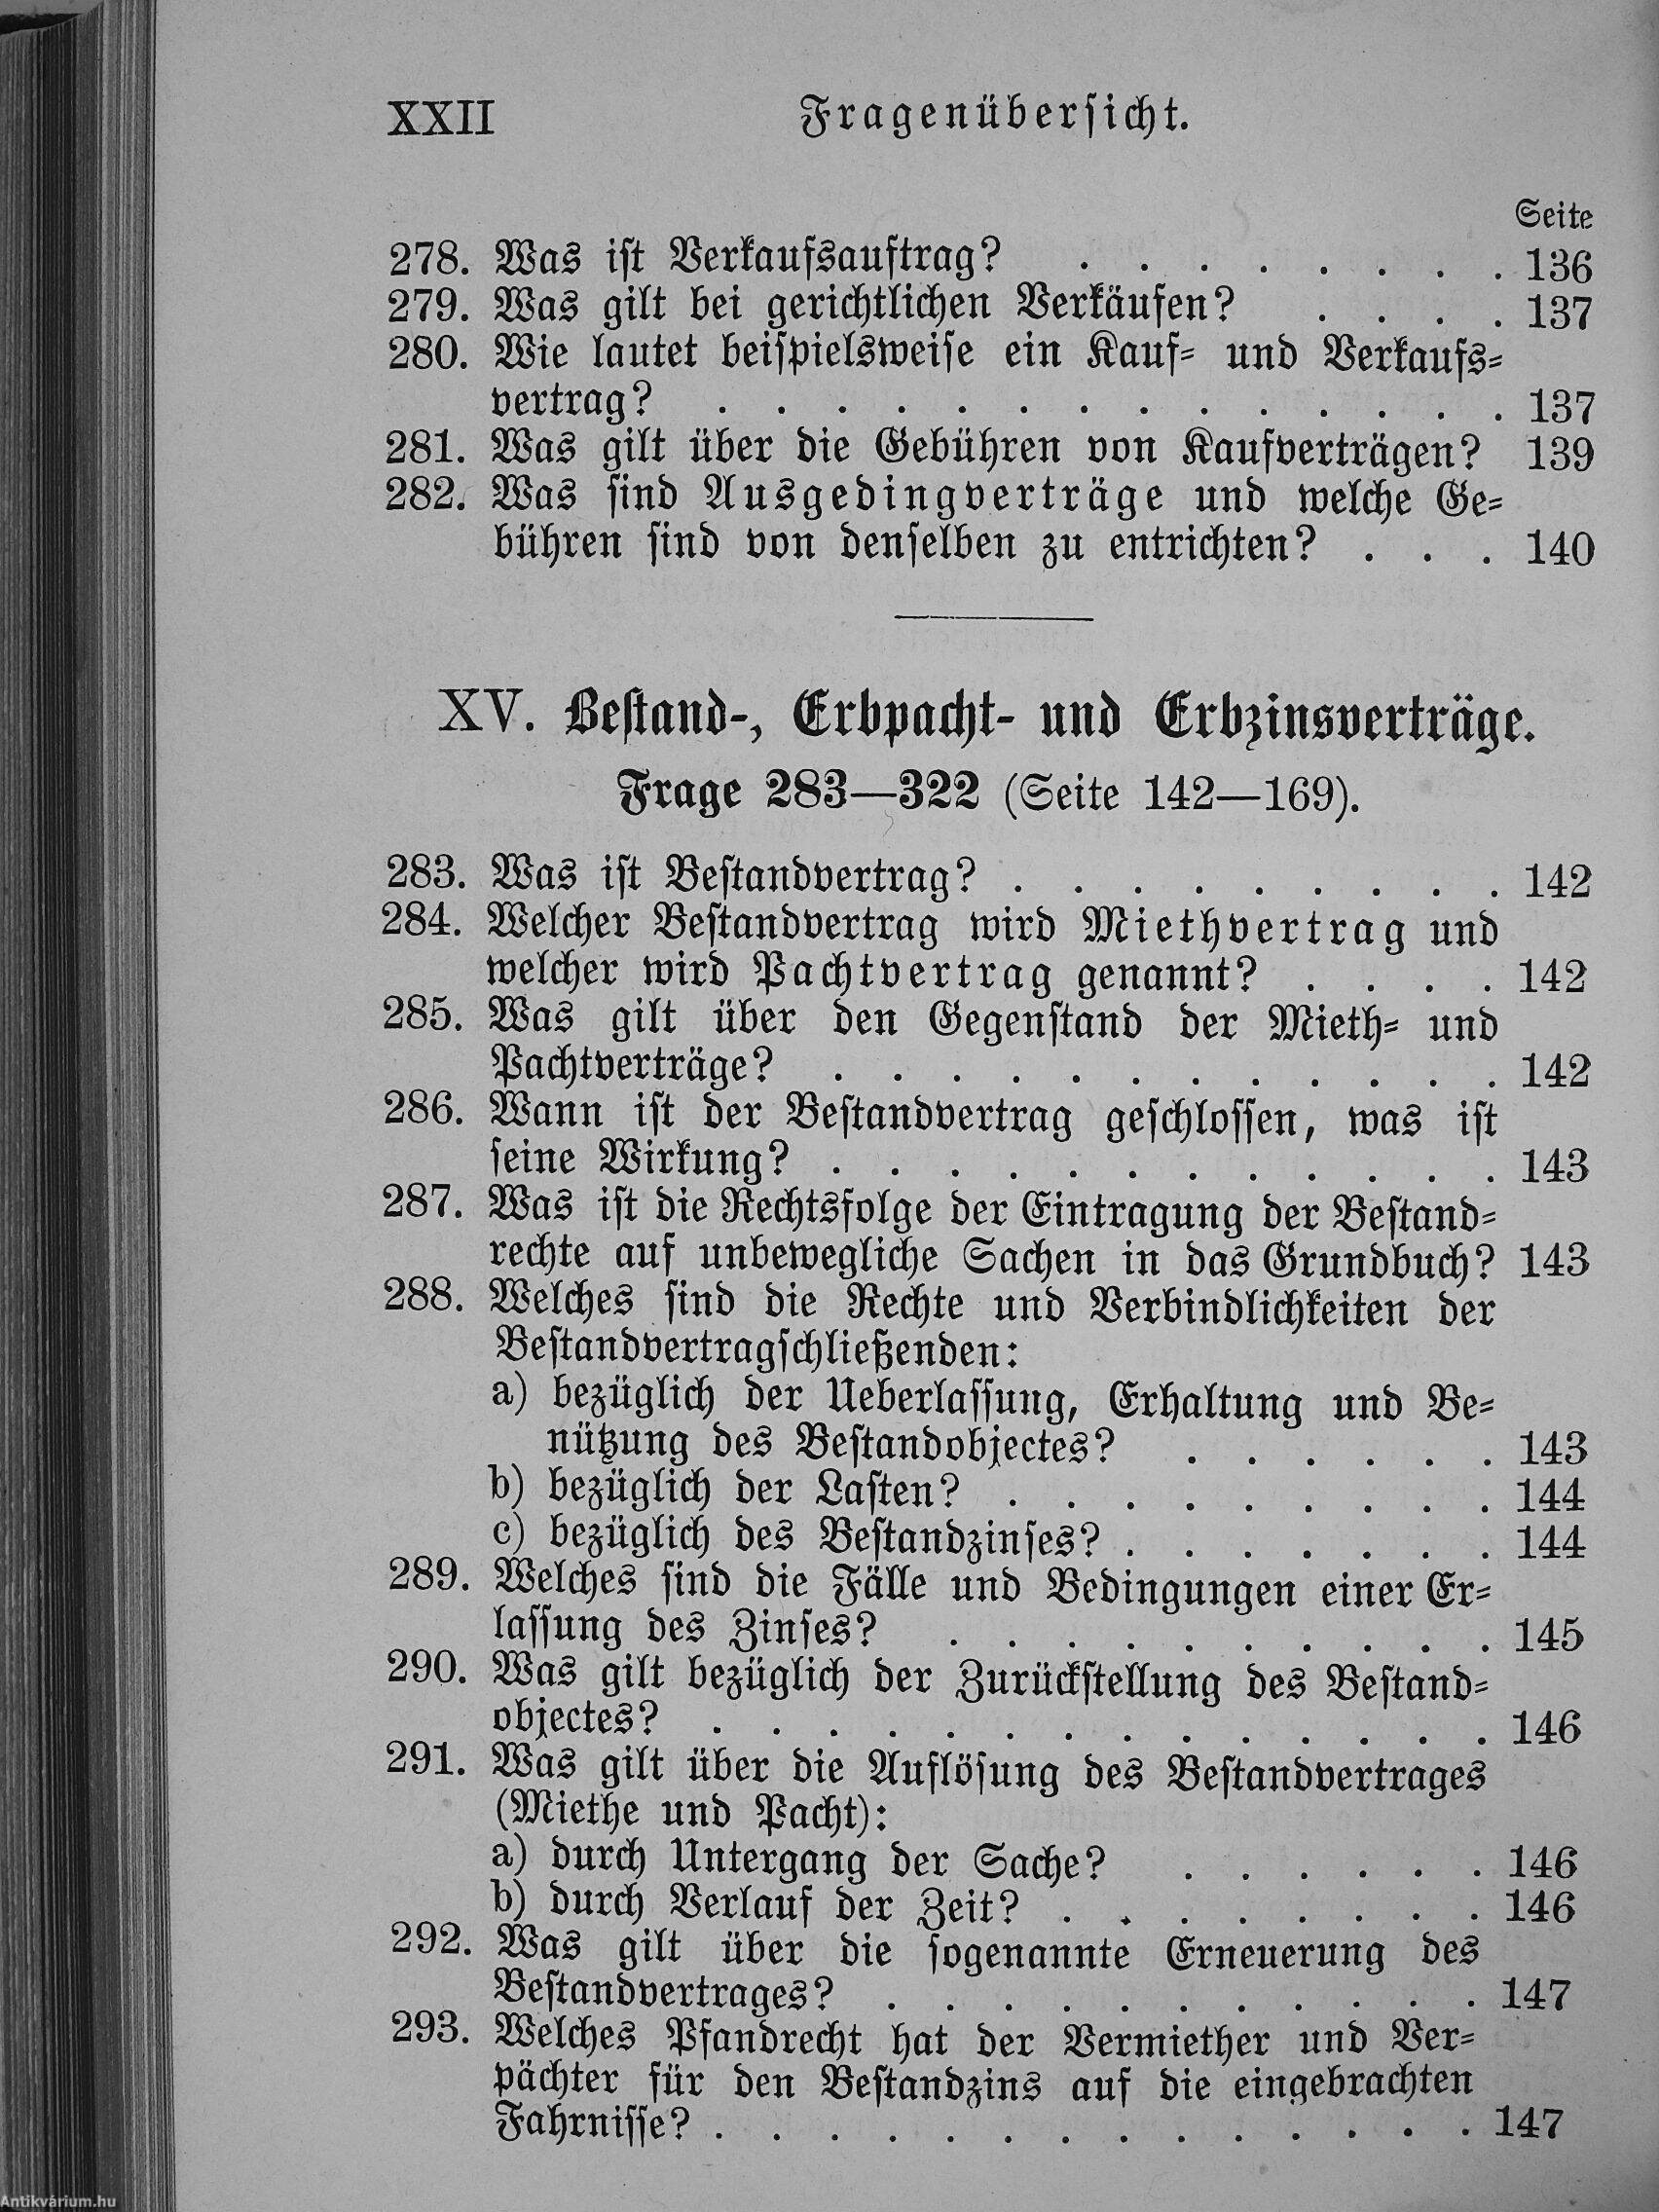 XXII Fragenübersicht.
Seite
278. Was ist Verkaufsauftrag? . . . . . . . . 136
279. Was gilt bei gerichtlichen Verkäufen? . . . . 137
280. Wie lautet beispielsweise ein Kauf- und Verkaufs-
vertrag? . . . . . . . . . . . . . . 137
281. Was gilt über die Gebühren von Kaufverträgen? 139
282. Was sind Ausgedingverträge und welche Ge-
bühren sind von denselben zu entrichten? . . . 140
XV. Bestand-, Erbpacht- und Erbzinsverträge.
Frage 283—322 (Seite 142—169).
283. Was ist Bestandvertrag? . . . . . . . . . 142
284. Welcher Bestandvertrag wird Miethvertrag und
welcher wird Pachtvertrag genannt? . . . . 142
285. Was gilt über den Gegenstand der Mieth- und
Pachtverträge? . . . . . . . . . . . . 142
286. Wann ist der Bestandvertrag geschlossen, was ist
seine Wirkung? . . . . . . . . . . . . 143
287. Was ist die Rechtsfolge der Eintragung der Bestand-
rechte auf unbewegliche Sachen in das Grundbuch? 143
288. Welches sind die Rechte und Verbindlichkeiten der
Bestandvertragschließenden:
a) bezüglich der Ueberlassung, Erhaltung und Be-
nützung des Bestandobjectes? . . . . . . 143
b) bezüglich der Lasten? . . . . . . . . . 144
c) bezüglich des Bestandzinses? . . . . . . . 144
289. Welches sind die Fälle und Bedingungen einer Er-
lassung des Zinses? . . . . . . . . . . 145
290. Was gilt bezüglich der Zurückstellung des Bestand-
objectes? . . . . . . . . . . . . . . 146
291. Was gilt über die Auflösung des Bestandvertrages
(Miethe und Pacht):
a) durch Untergang der Sache? . . . . . . 146
b) durch Verlauf der Zeit? . . . . . . . . 146
292. Was gilt über die sogenannte Erneuerung des
Bestandvertrages? . . . . . . . . . . . 147
293. Welches Pfandrecht hat der Vermiether und Ver-
pächter für den Bestandzins auf die eingebrachten
Fahrnisse? . . . . . . . . . . . . . . 147
Antikvárium.hu